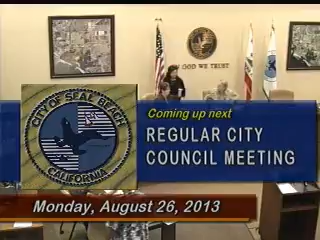 IN GOD WE TRUST
CITY OF SEAL BEACH
CALIFORNIA
Coming up next
REGULAR CITY
COUNCIL MEETING
Monday, August 26, 2013